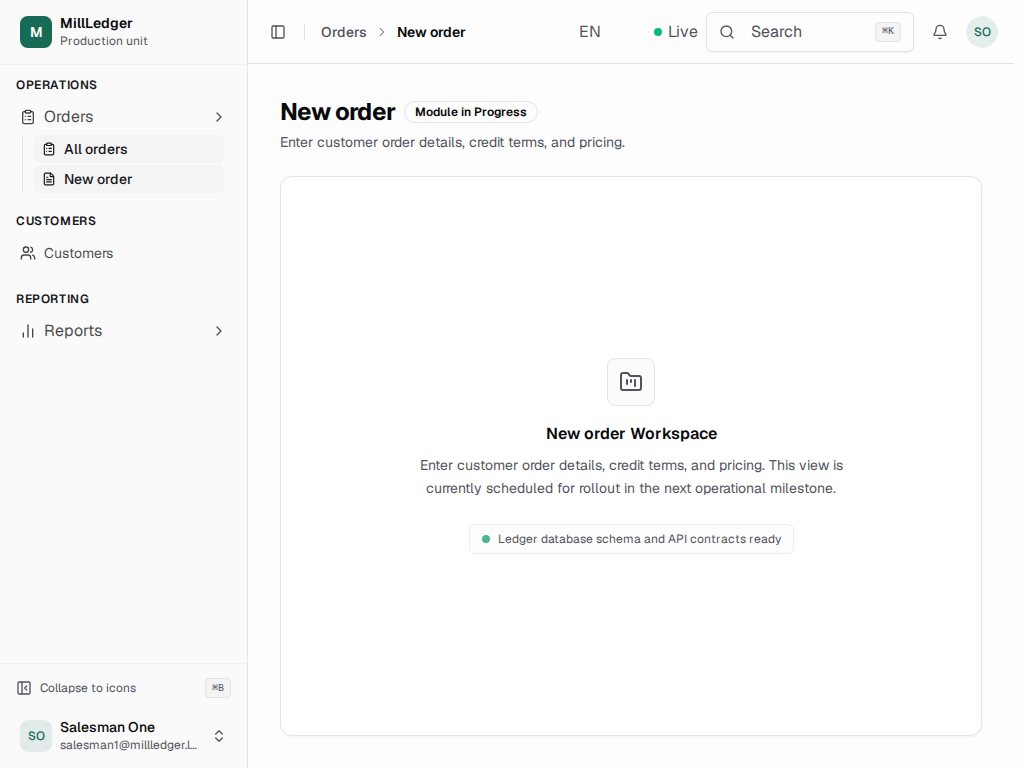 M
MillLedger
Production unit
OPERATIONS
Orders
All orders
New order
CUSTOMERS
Customers
REPORTING
Reports
Collapse to icons
⌘B
SO
Salesman One
salesman1@millledger.l...
Orders
New order
EN
Live
Search
⌘K
SO
New order
Module in Progress
Enter customer order details, credit terms, and pricing.
New order Workspace
Enter customer order details, credit terms, and pricing. This view is
currently scheduled for rollout in the next operational milestone.
Ledger database schema and API contracts ready